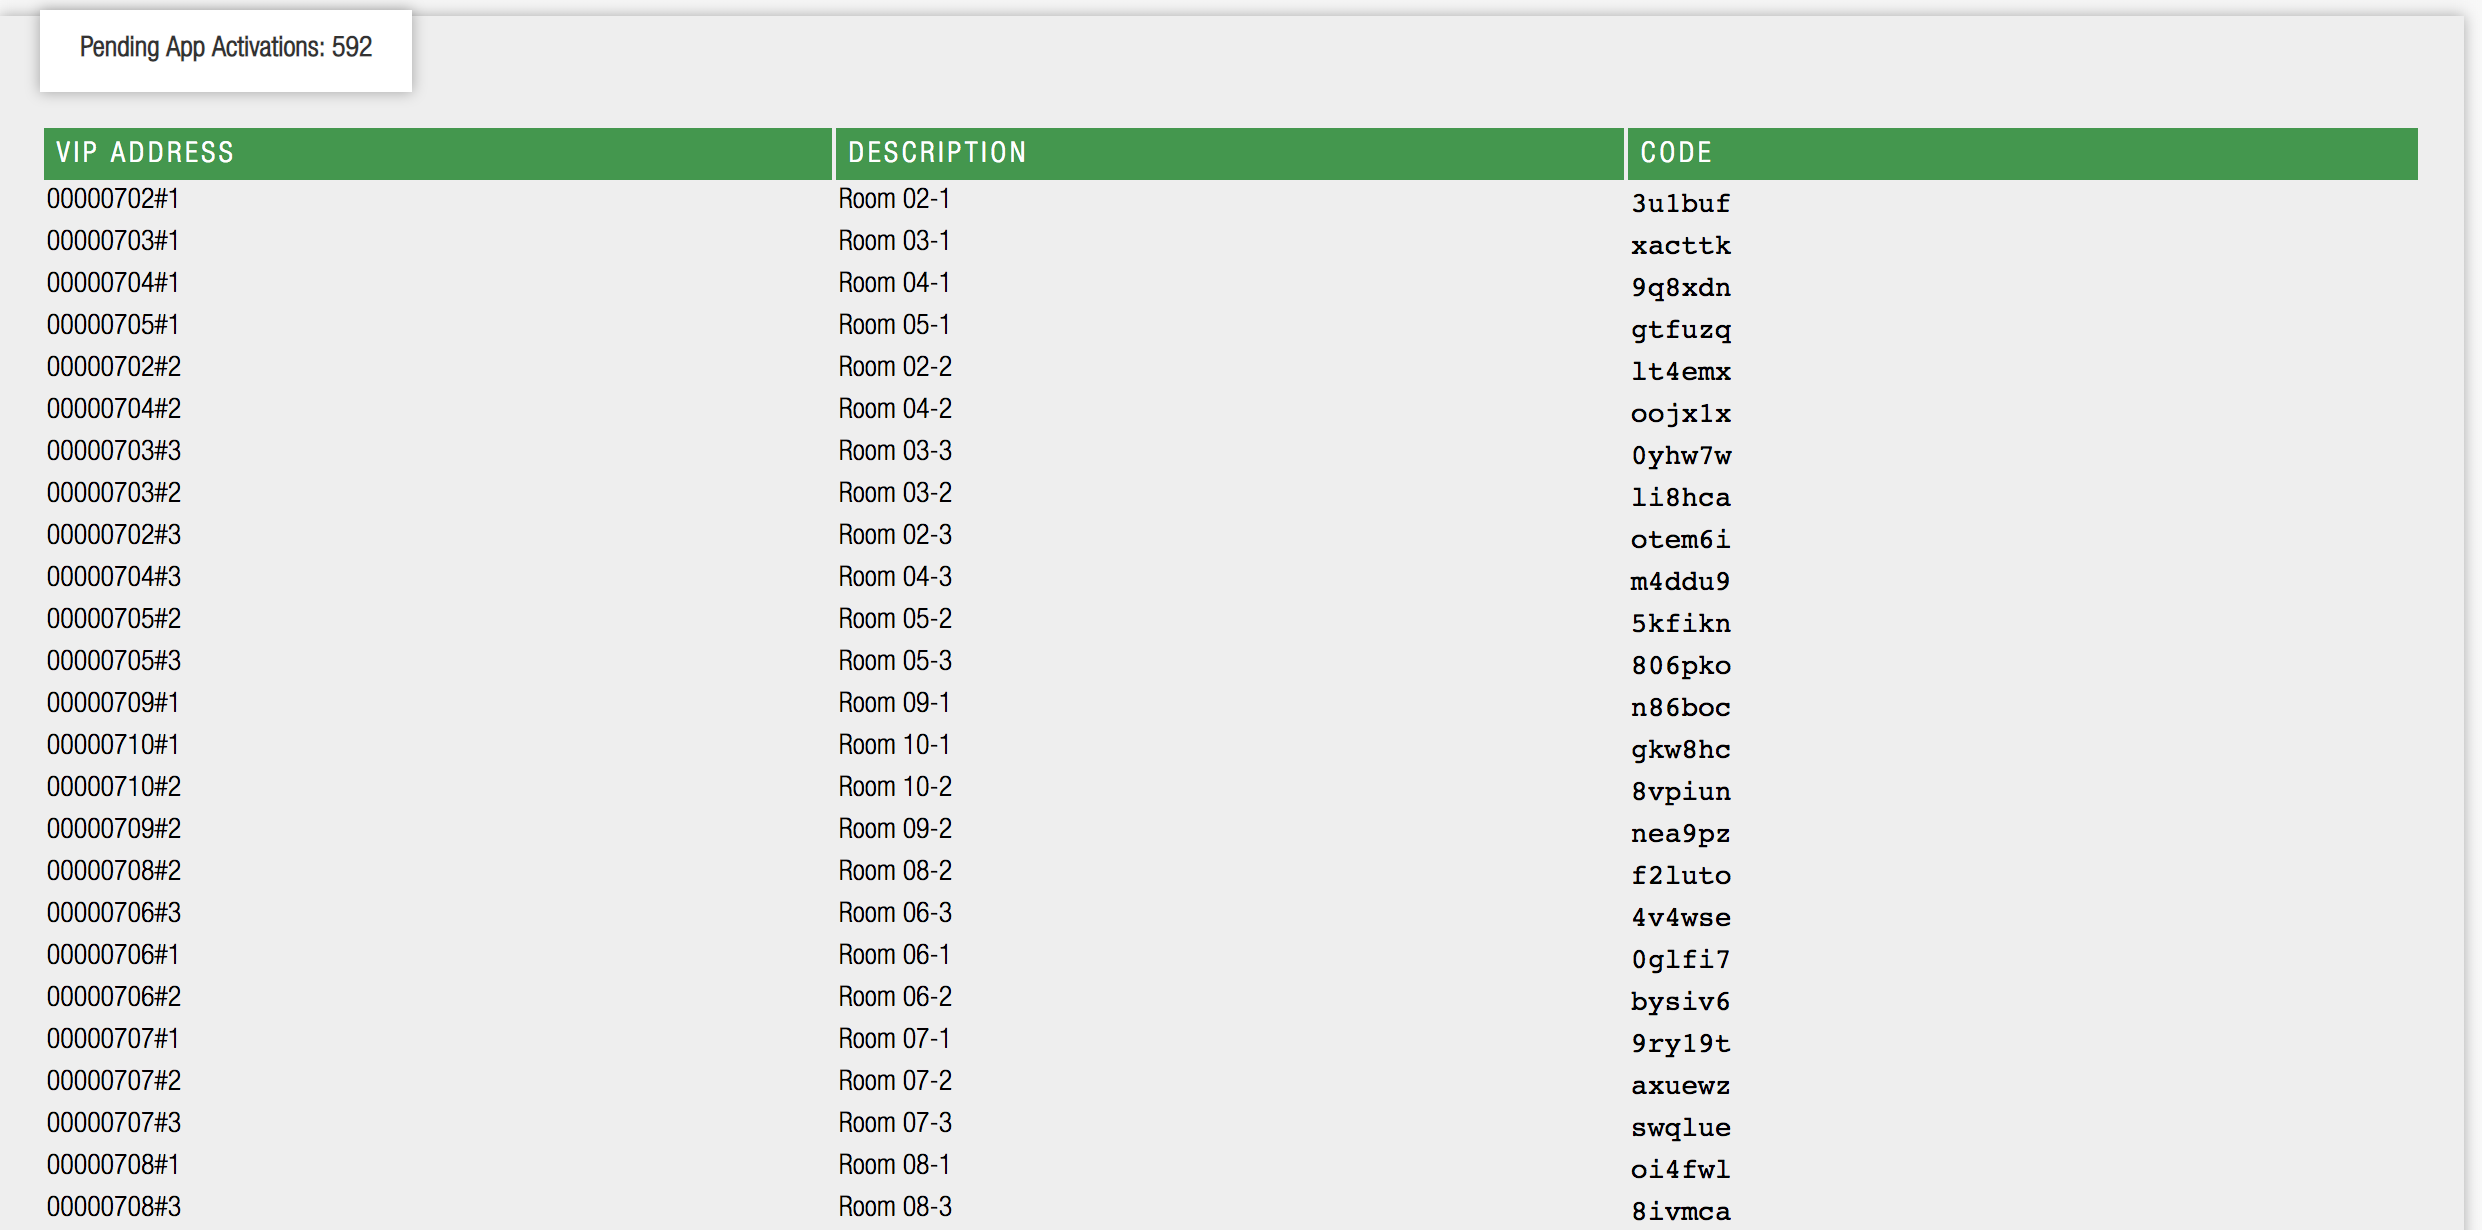 Pending App Activations: 592
VIP ADDRESS DESCRIPTION CODE
00000702#1 Room 02-1 3u1buf
00000703#1 Room 03-1 xacttk
00000704#1 Room 04-1 9q8xdn
00000705#1 Room 05-1 gtfuzq
00000702#2 Room 02-2 lt4emx
00000704#2 Room 04-2 oojx1x
00000703#3 Room 03-3 0yhw7w
00000703#2 Room 03-2 li8hca
00000702#3 Room 02-3 otem6i
00000704#3 Room 04-3 m4ddu9
00000705#2 Room 05-2 5kfikn
00000705#3 Room 05-3 806pko
00000709#1 Room 09-1 n86boc
00000710#1 Room 10-1 gkw8hc
00000710#2 Room 10-2 8vpiun
00000709#2 Room 09-2 nea9pz
00000708#2 Room 08-2 f2luto
00000706#3 Room 06-3 4v4wse
00000706#1 Room 06-1 0glfi7
00000706#2 Room 06-2 bysiv6
00000707#1 Room 07-1 9ry19t
00000707#2 Room 07-2 axuewz
00000707#3 Room 07-3 swqlue
00000708#1 Room 08-1 oi4fwl
00000708#3 Room 08-3 8ivmca